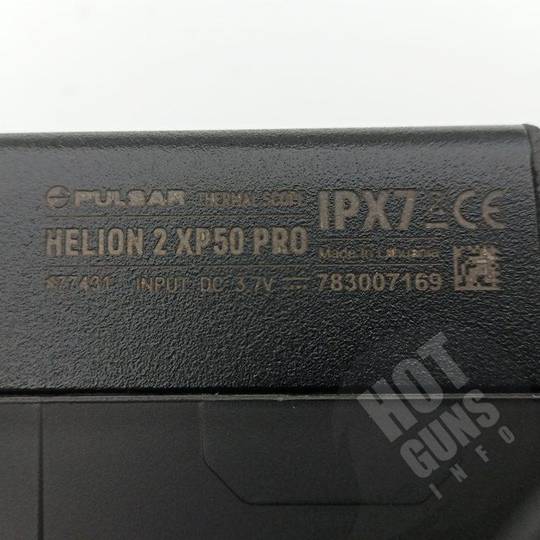 PULSAR THERMAL SCOPE IPX7 CE
HELION 2 XP50 PRO Made in Lithuania
#77431 INPUT DC 3.7V 783007169
HOT
GUNS
INFO